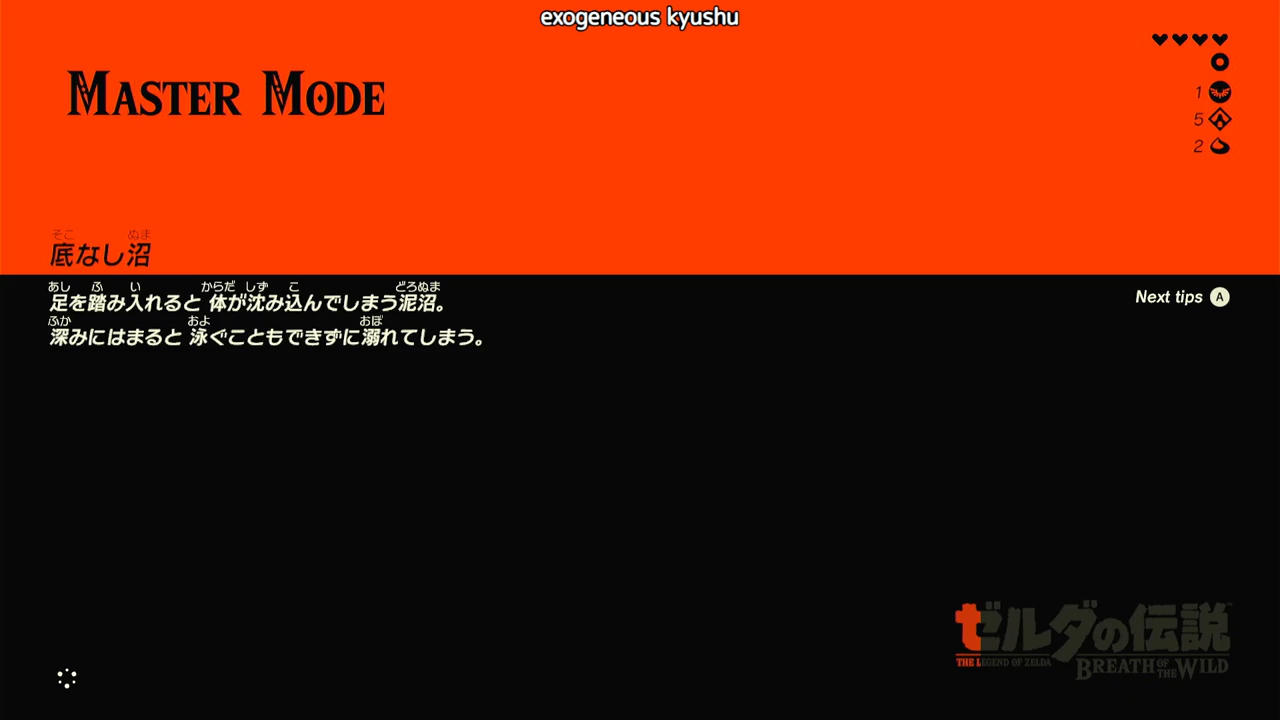 exogeneous kyushu
MASTER MODE
1
5
2
そこ ぬま
底なし沼
あし ふ い からだ しず こ どろぬま
足を踏み入れると 体が沈み込んでしまう泥沼。
ふか およ おぼ
深みにはまると 泳ぐこともできずに溺れてしまう。
Next tips A
ゼルダの伝説
THE LEGEND OF ZELDA
BREATH OF THE WILD